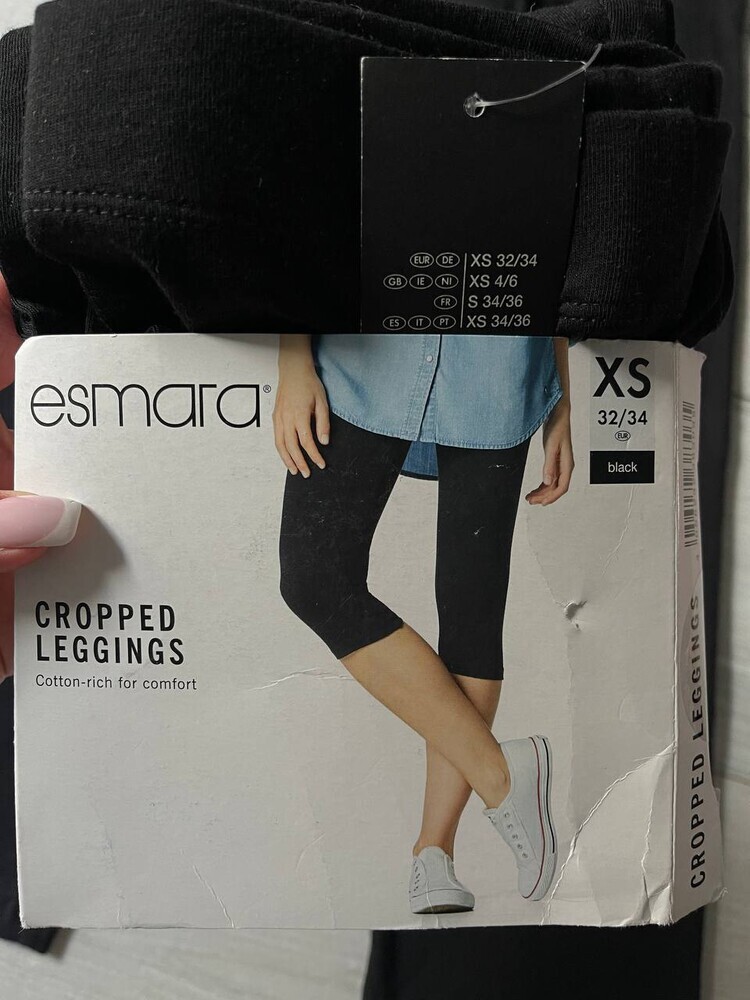 EUR DE XS 32/34
GB IE NI XS 4/6
FR S 34/36
ES IT PT XS 34/36
esmara®
XS
32/34
EUR
black
CROPPED
LEGGINGS
Cotton-rich for comfort
CROPPED LEGGINGS